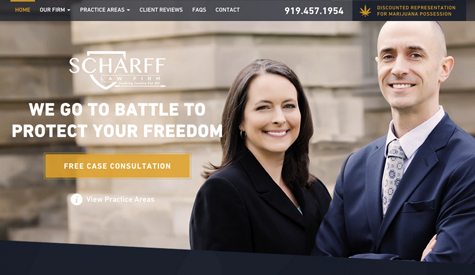 HOME OUR FIRM PRACTICE AREAS CLIENT REVIEWS FAQS CONTACT 919.457.1954
DISCOUNTED REPRESENTATION
FOR MARIJUANA POSSESSION
SCHARFF
LAW FIRM
WE GO TO BATTLE TO
PROTECT YOUR FREEDOM
FREE CASE CONSULTATION
i View Practice Areas